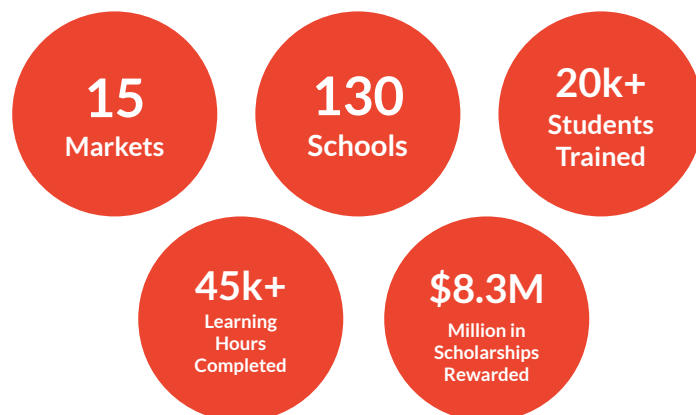 15
Markets
130
Schools
20k+
Students
Trained
45k+
Learning
Hours
Completed
$8.3M
Million in
Scholarships
Rewarded